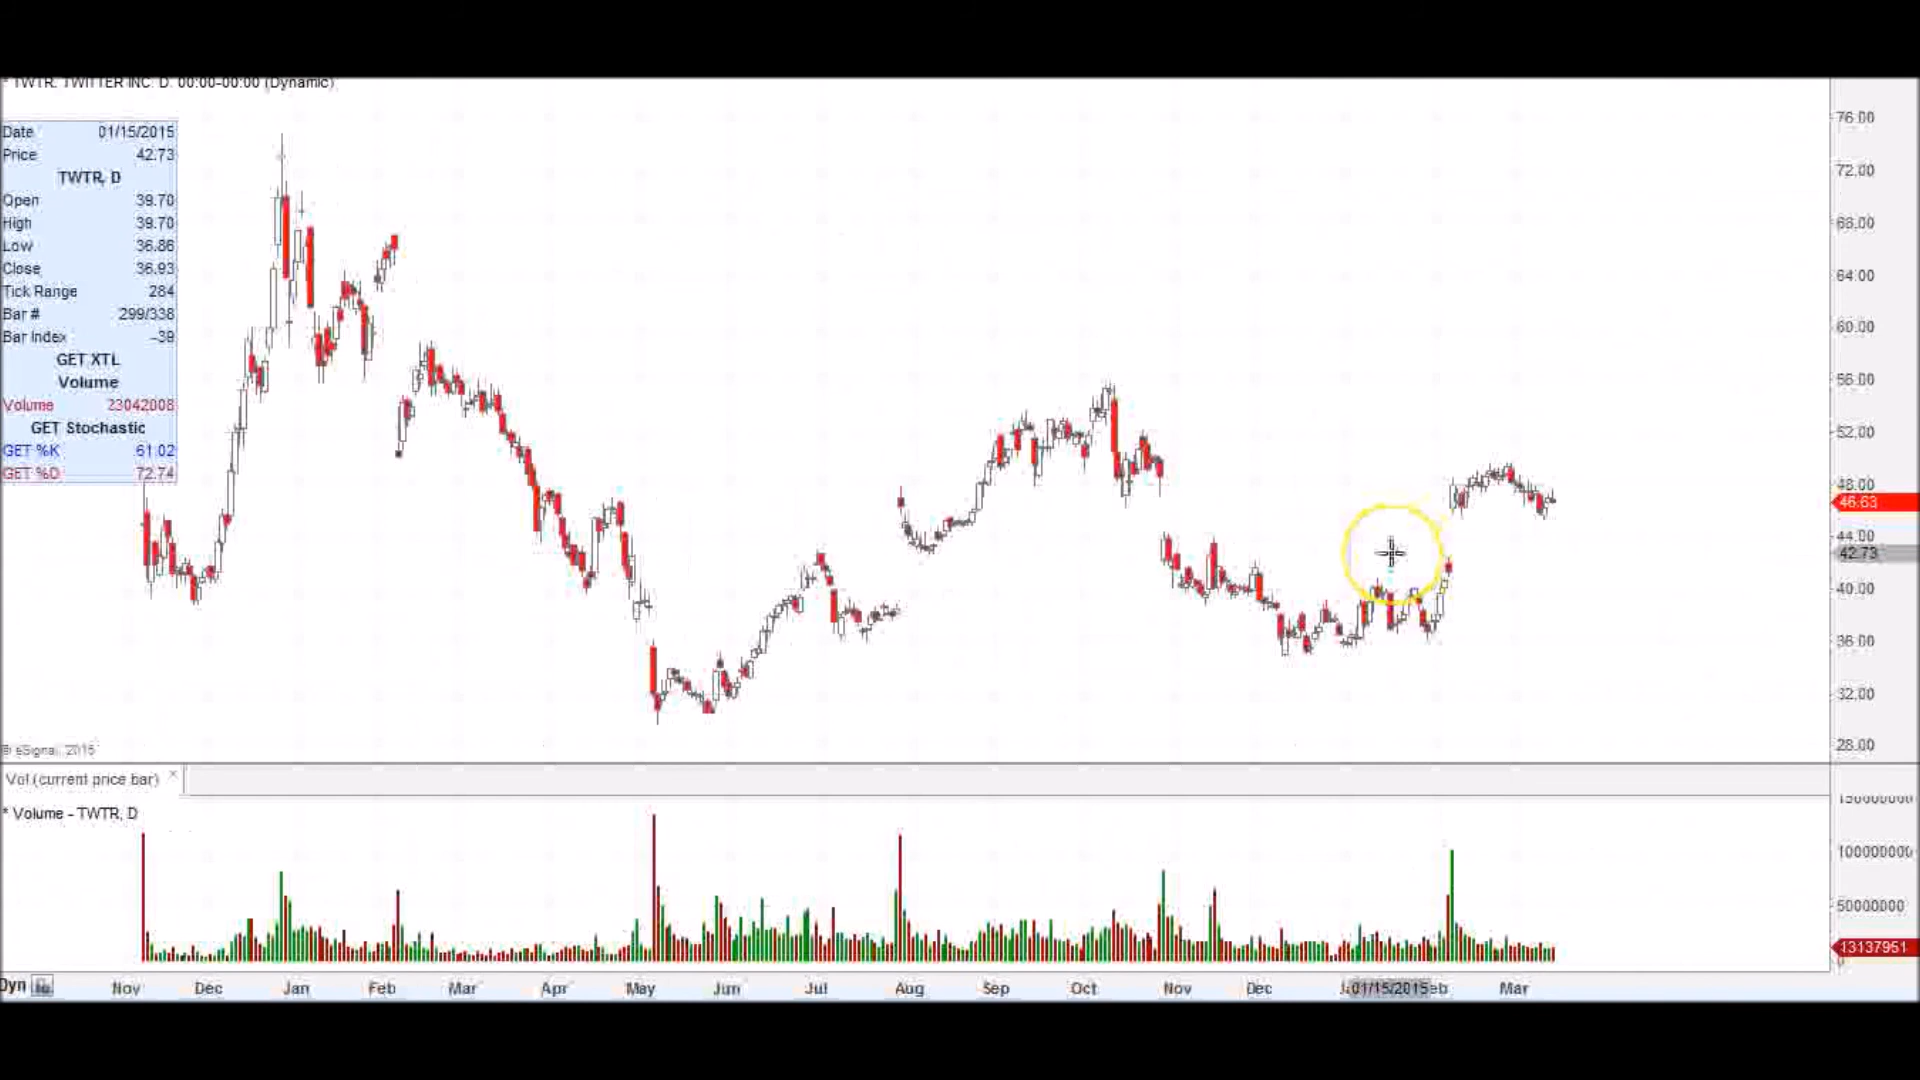 * TWTR, TWITTER INC, D, 00:00-00:00 (Dynamic)
Date 01/15/2015
Price 42.73
TWTR, D
Open 39.70
High 39.70
Low 36.86
Close 36.93
Tick Range 284
Bar # 299/338
Bar Index -39
GET XTL
Volume
Volume 23042008
GET Stochastic
GET %K 61.02
GET %D 72.74
76.00
72.00
68.00
64.00
60.00
56.00
52.00
48.00
46.63
44.00
42.73
40.00
36.00
32.00
28.00
© eSignal, 2015
Vol (current price bar) ×
* Volume - TWTR, D
150000000
100000000
50000000
13137951
0
Dyn Nov Dec Jan Feb Mar Apr May Jun Jul Aug Sep Oct Nov Dec J 01/15/2015 eb Mar